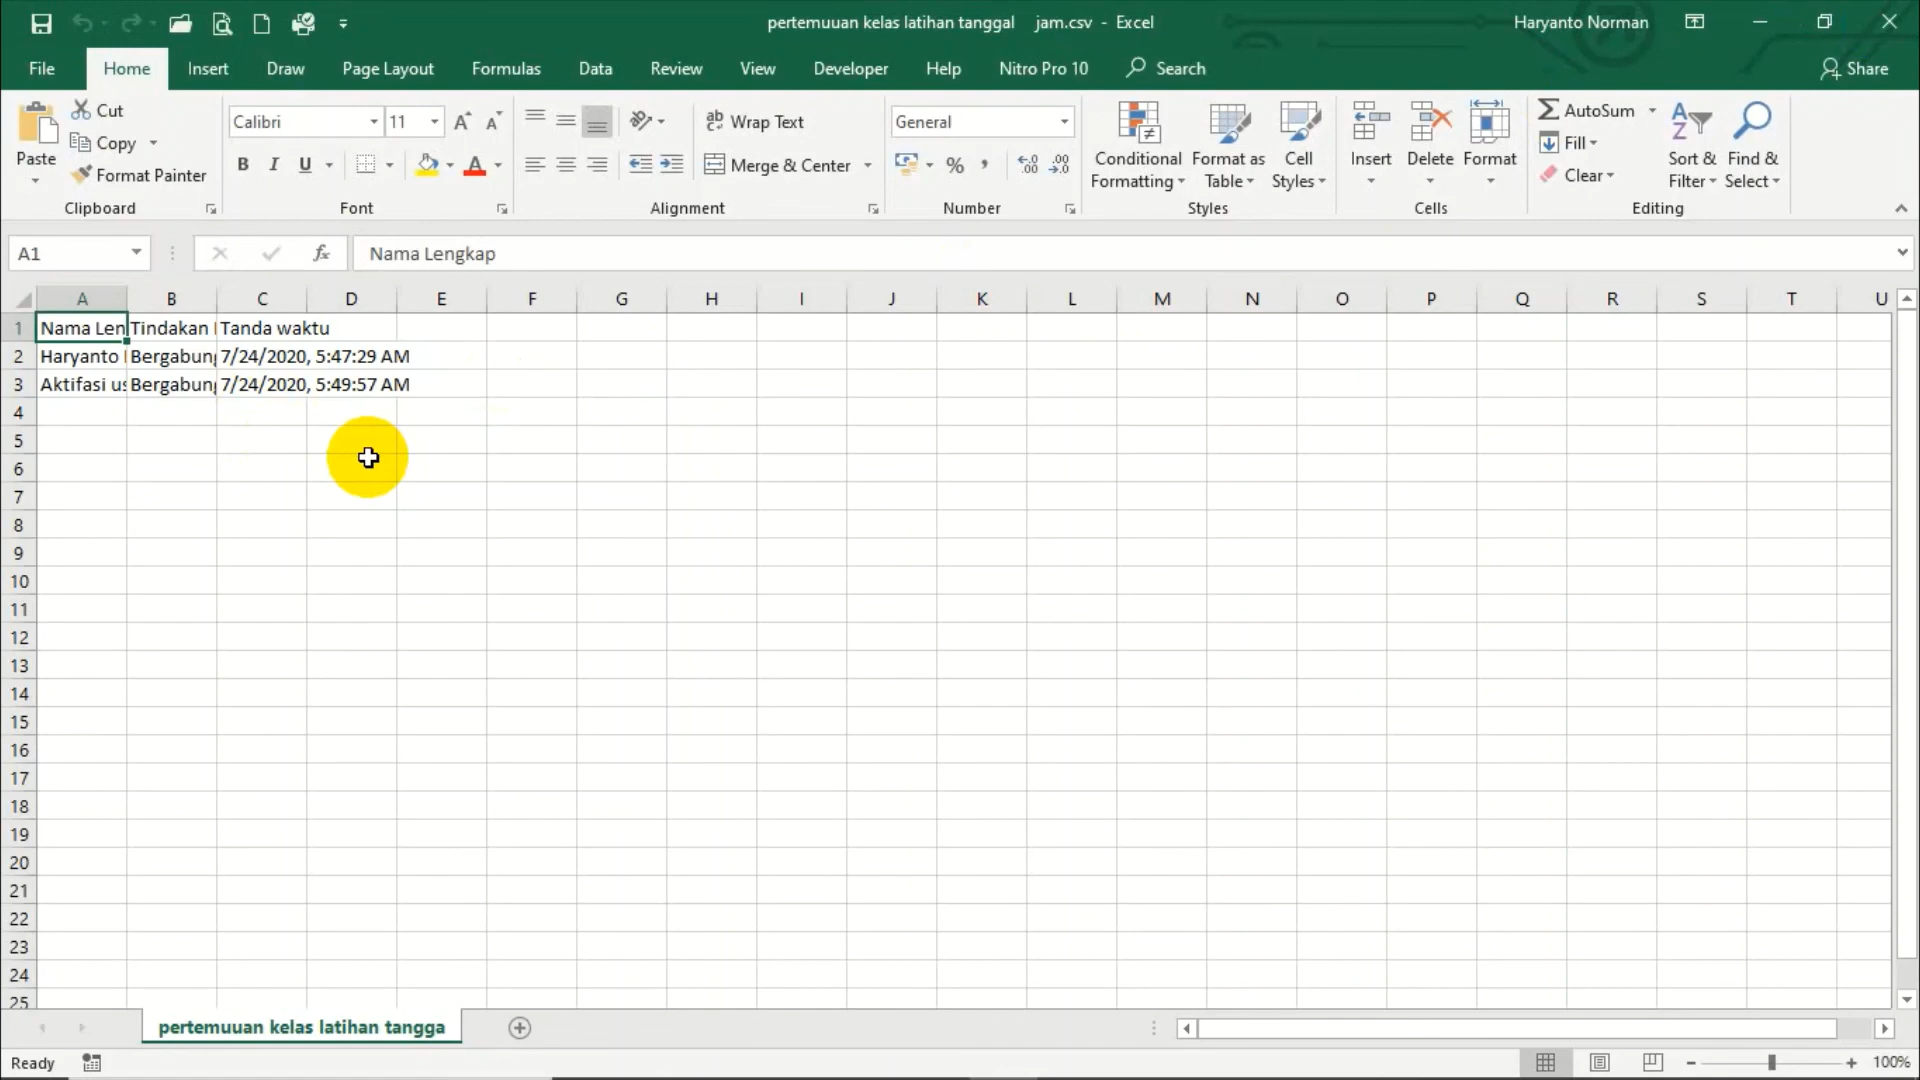 pertemuuan kelas latihan tanggal    jam.csv  -  Excel
Haryanto Norman
File Home Insert Draw Page Layout Formulas Data Review View Developer Help Nitro Pro 10 Search Share
Paste
Cut
Copy
Format Painter
Clipboard
Calibri 11
B I U
Font
Wrap Text
Merge & Center
Alignment
General
Number
Conditional Formatting
Format as Table
Cell Styles
Styles
Insert Delete Format
Cells
AutoSum
Fill
Clear
Sort & Filter
Find & Select
Editing
A1 fx Nama Lengkap
A B C D E F G H I J K L M N O P Q R S T U
1 Nama Len Tindakan Tanda waktu
2 Haryanto Bergabung 7/24/2020, 5:47:29 AM
3 Aktifasi us Bergabung 7/24/2020, 5:49:57 AM
4
5
6
7
8
9
10
11
12
13
14
15
16
17
18
19
20
21
22
23
24
25
pertemuuan kelas latihan tangga
Ready
100%